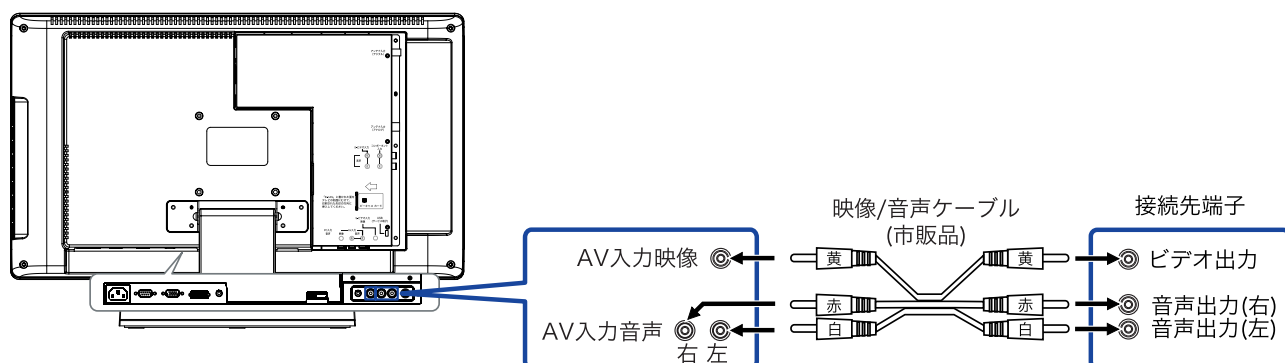 映像/音声ケーブル
(市販品)
接続先端子
AV入力映像
黄
黄
ビデオ出力
AV入力音声
赤
赤
音声出力(右)
白
白
音声出力(左)
右 左